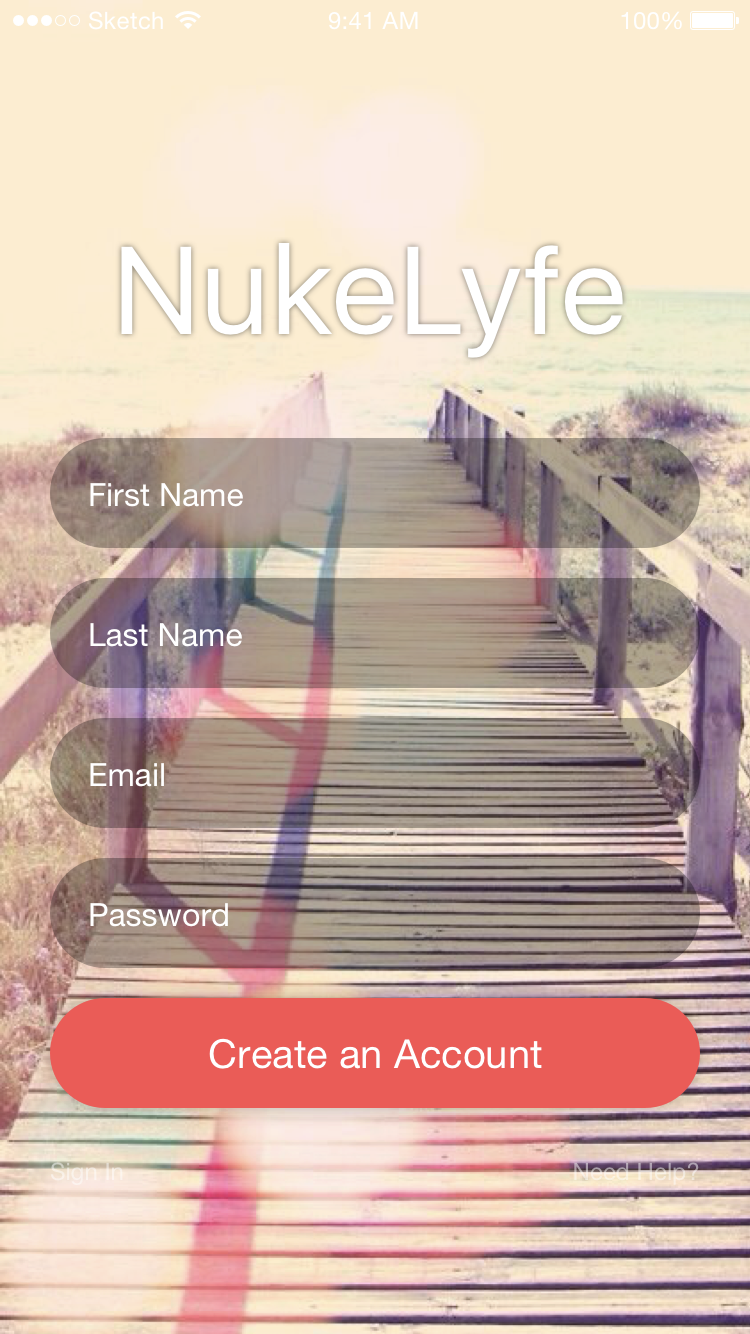 Sketch 9:41 AM 100%
NukeLyfe
First Name
Last Name
Email
Password
Create an Account
Sign In Need Help?